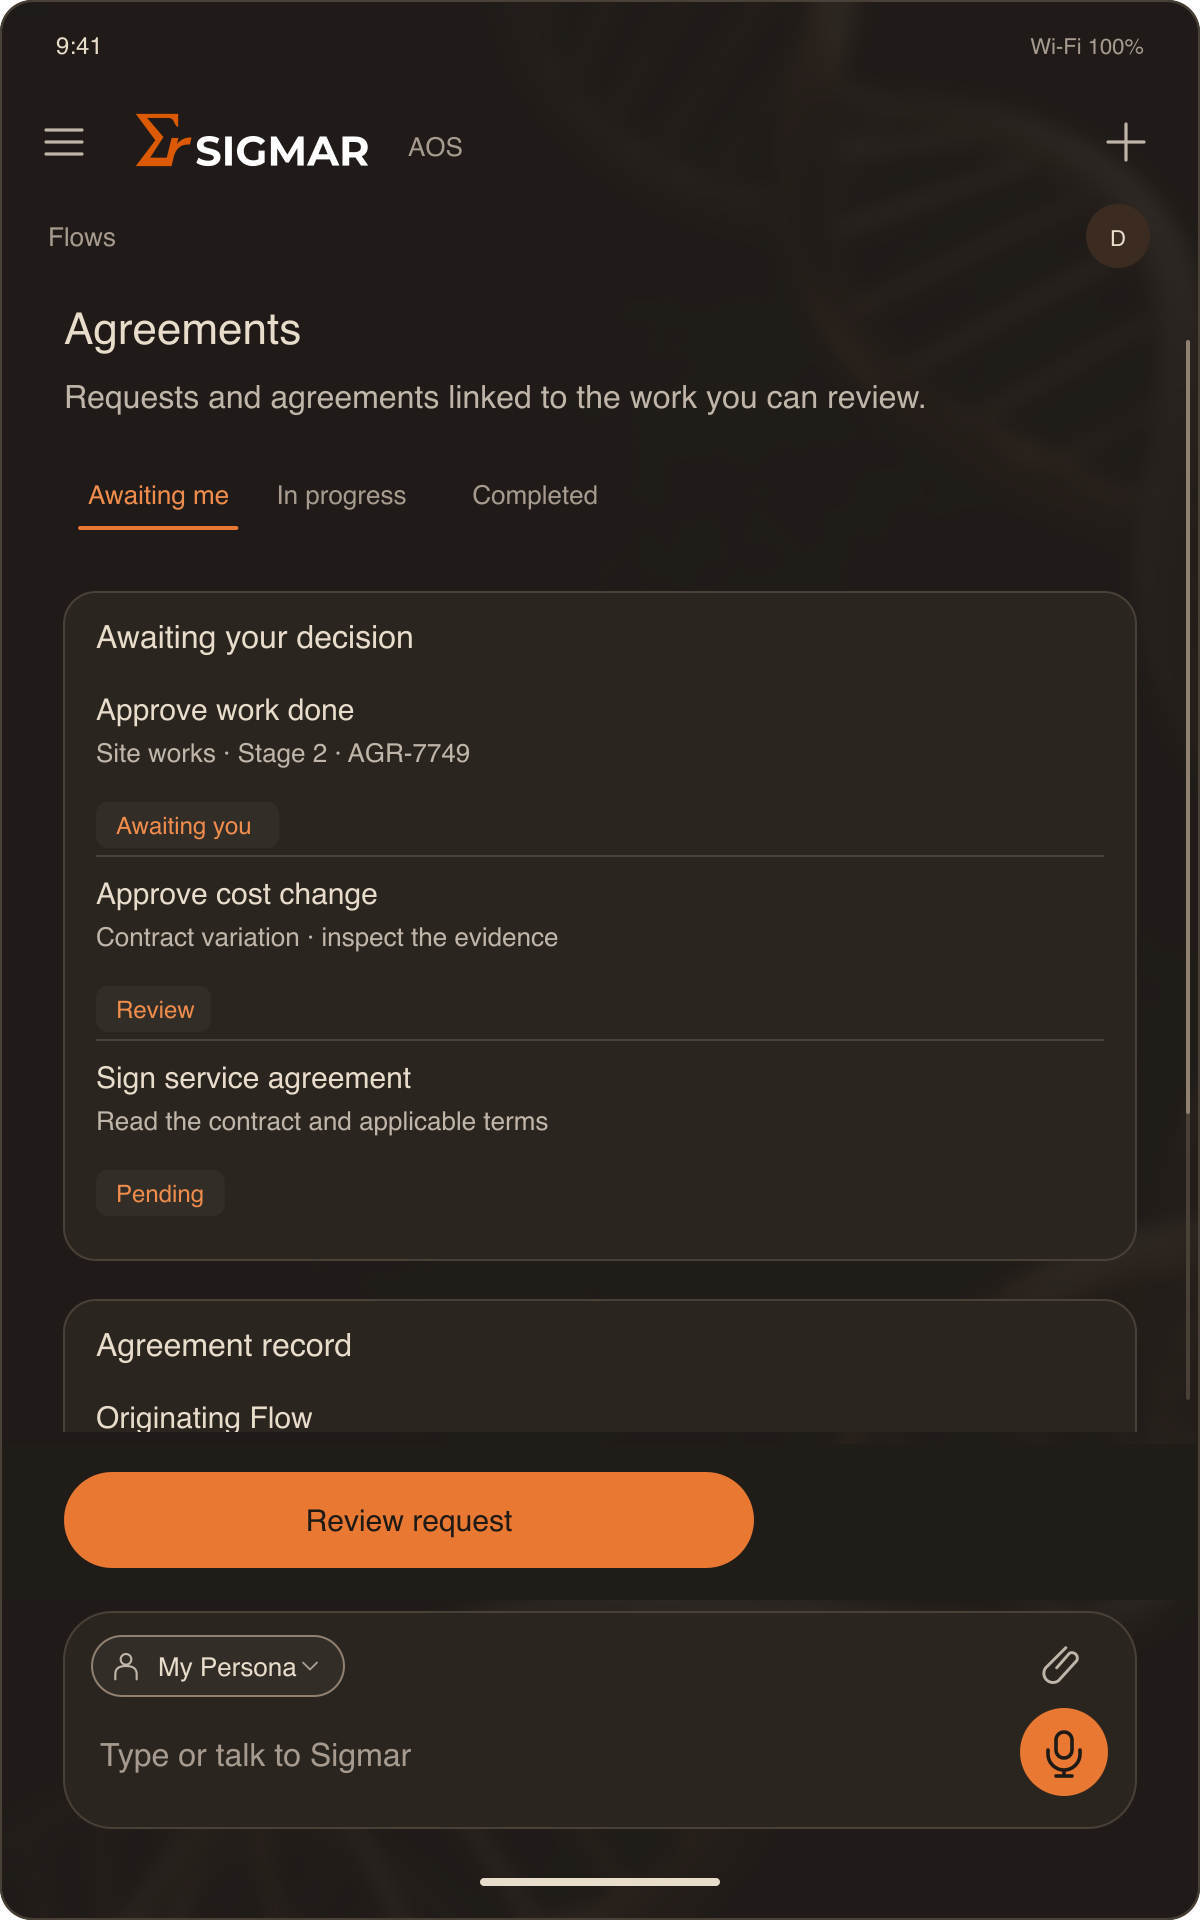 9:41
Wi-Fi 100%
Σr SIGMAR AOS
Flows
D
Agreements
Requests and agreements linked to the work you can review.
Awaiting me In progress Completed
Awaiting your decision
Approve work done
Site works · Stage 2 · AGR-7749
Awaiting you
Approve cost change
Contract variation · inspect the evidence
Review
Sign service agreement
Read the contract and applicable terms
Pending
Agreement record
Originating Flow
Review request
My Persona
Type or talk to Sigmar